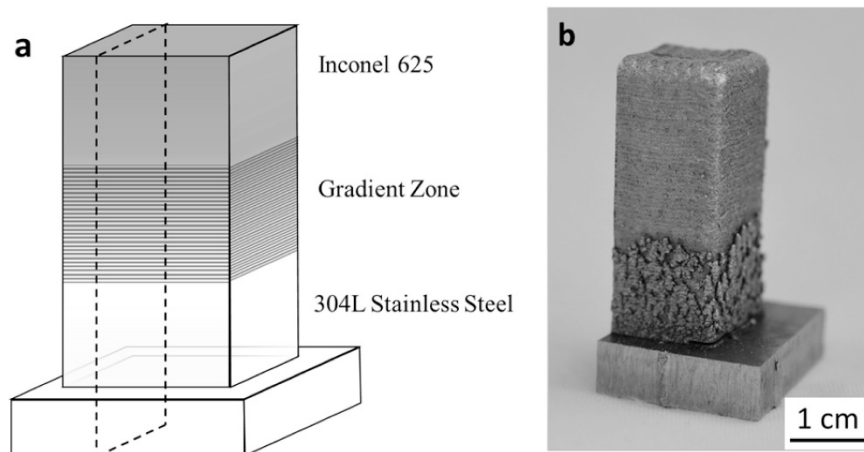 a
Inconel 625
Gradient Zone
304L Stainless Steel
b
1 cm